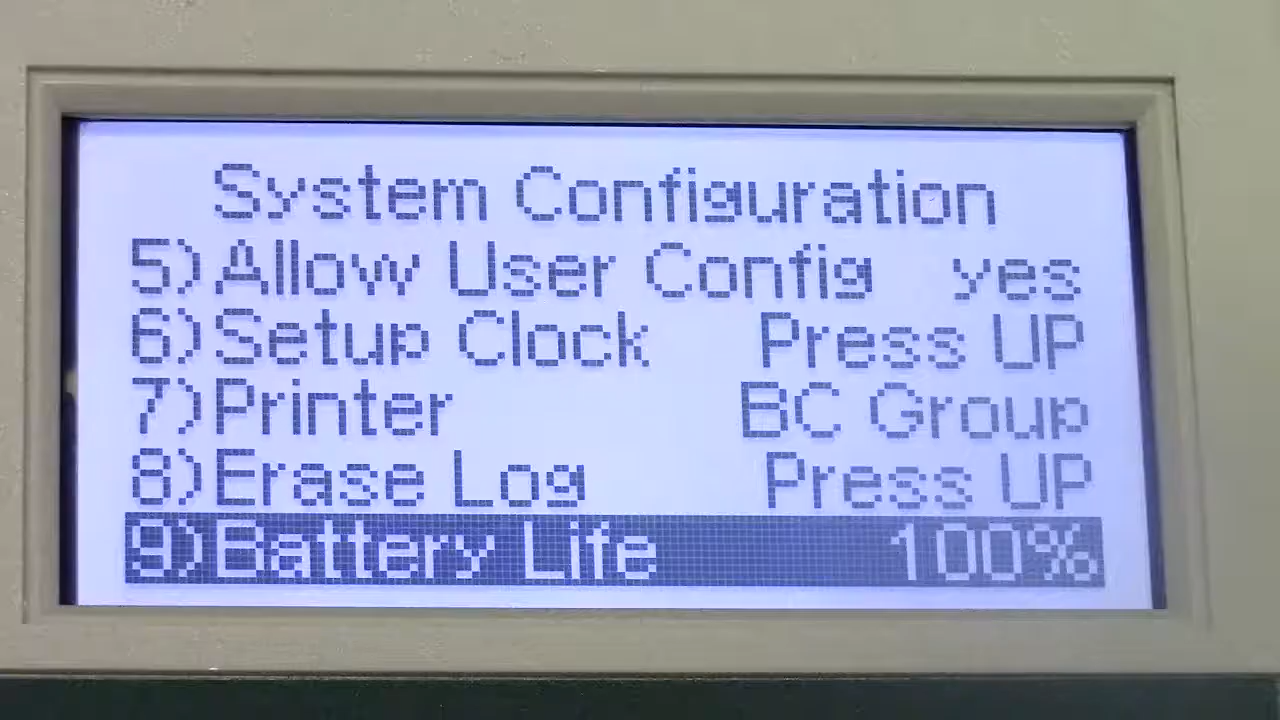 System Configuration
5) Allow User Config yes
6) Setup Clock Press UP
7) Printer BC Group
8) Erase Log Press UP
9) Battery Life 100%